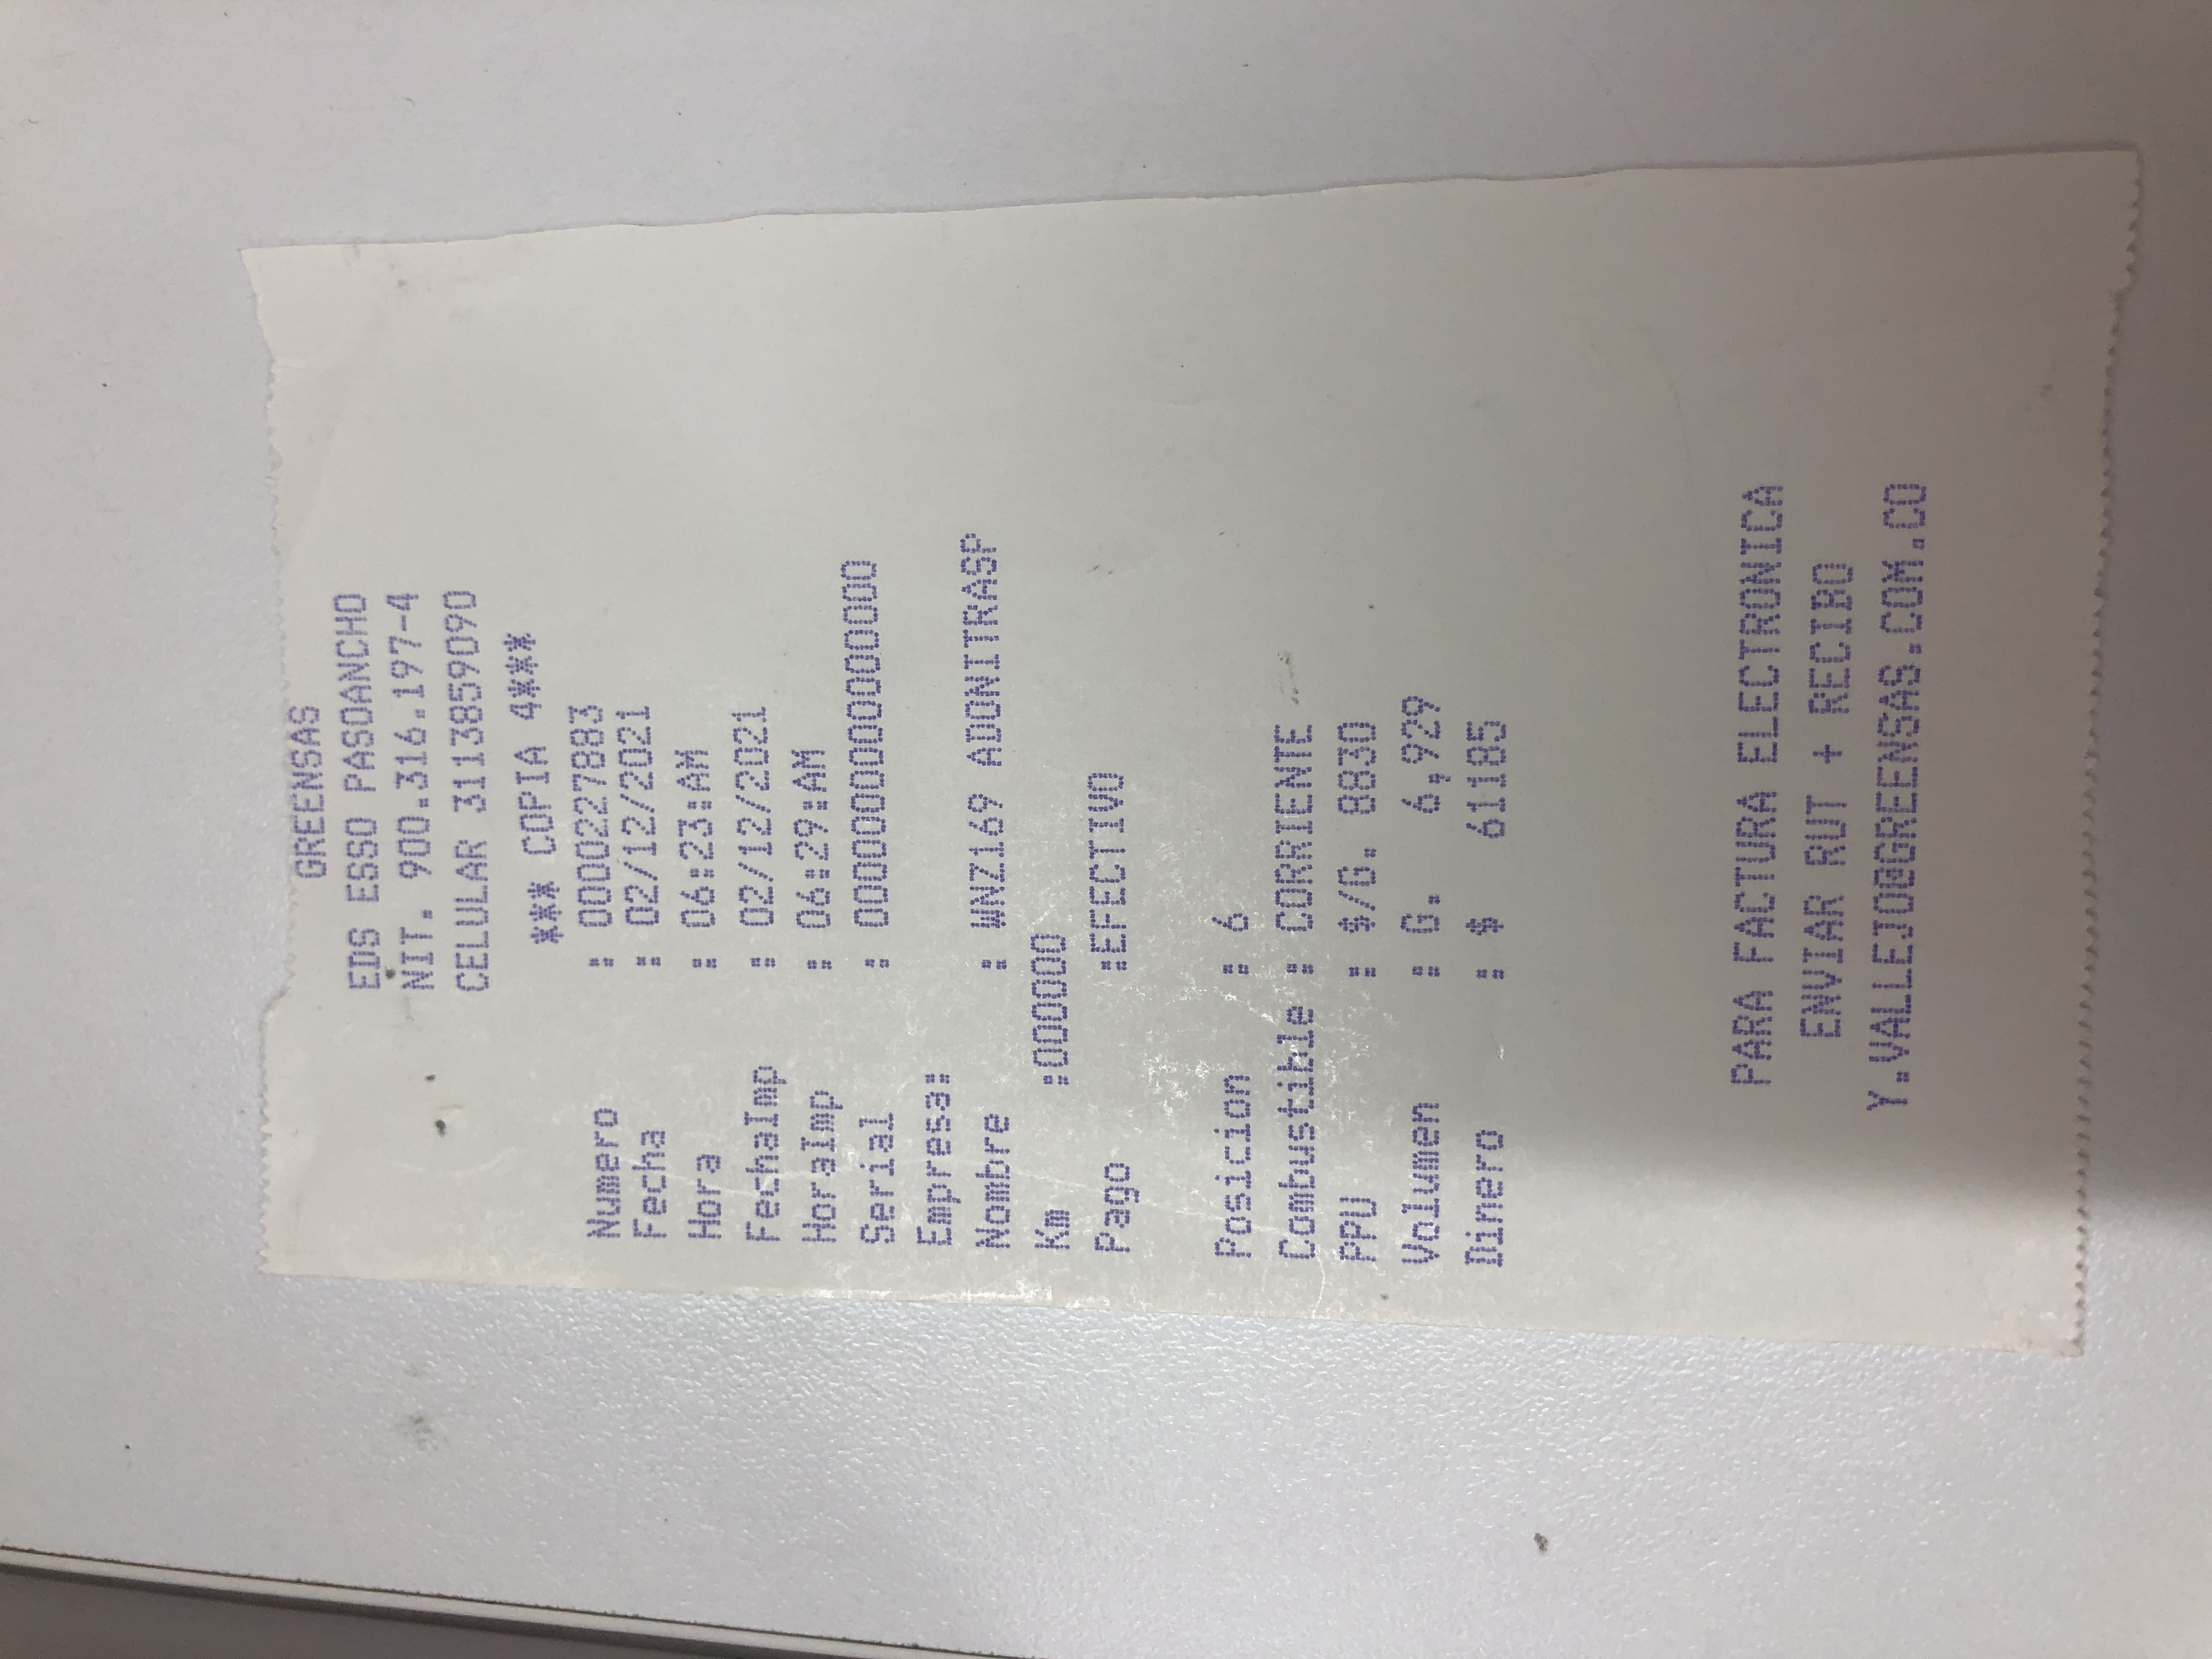 GREENSAS
EDS ESSO PASOANCHO
NIT. 900.316.197-4
CELULAR 3113859090
*** COPIA 4***
Numero : 0000227883
Fecha : 02/12/2021
Hora : 06:23:AM
FechaImp : 02/12/2021
HoraImp : 06:29:AM
Serial : 0000000000000000
Empresa:
Nombre : WNZ169 ADONITRASP
Km :000000
Pago :EFECTIVO
Posicion : 6
Combustible : CORRIENTE
PPU : $/G. 8830
Volumen : G. 6,929
Dinero : $ 61185
PARA FACTURA ELECTRONICA
ENVIAR RUT + RECIBO
Y.VALLEJO@GREENSAS.COM.CO